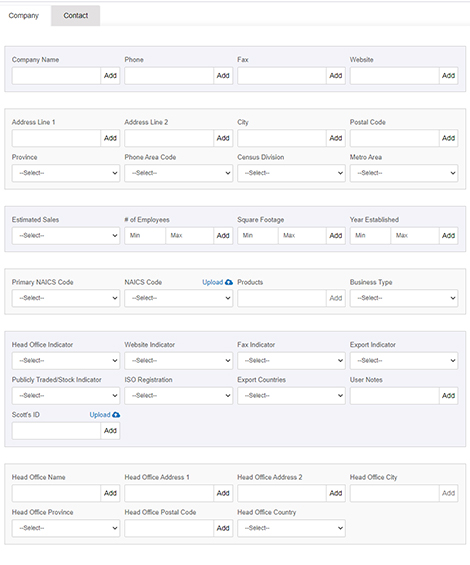 Company Contact
Company Name Phone Fax Website
Add Add Add Add
Address Line 1 Address Line 2 City Postal Code
Add Add Add Add
Province Phone Area Code Census Division Metro Area
--Select-- --Select-- --Select-- --Select--
Estimated Sales # of Employees Square Footage Year Established
--Select-- Min Max Add Min Max Add Min Max Add
Primary NAICS Code NAICS Code Upload Products Business Type
--Select-- --Select-- Add --Select--
Head Office Indicator Website Indicator Fax Indicator Export Indicator
--Select-- --Select-- --Select-- --Select--
Publicly Traded/Stock Indicator ISO Registration Export Countries User Notes
--Select-- --Select-- --Select-- Add
Scott's ID Upload
Add
Head Office Name Head Office Address 1 Head Office Address 2 Head Office City
Add Add Add Add
Head Office Province Head Office Postal Code Head Office Country
--Select-- Add --Select--